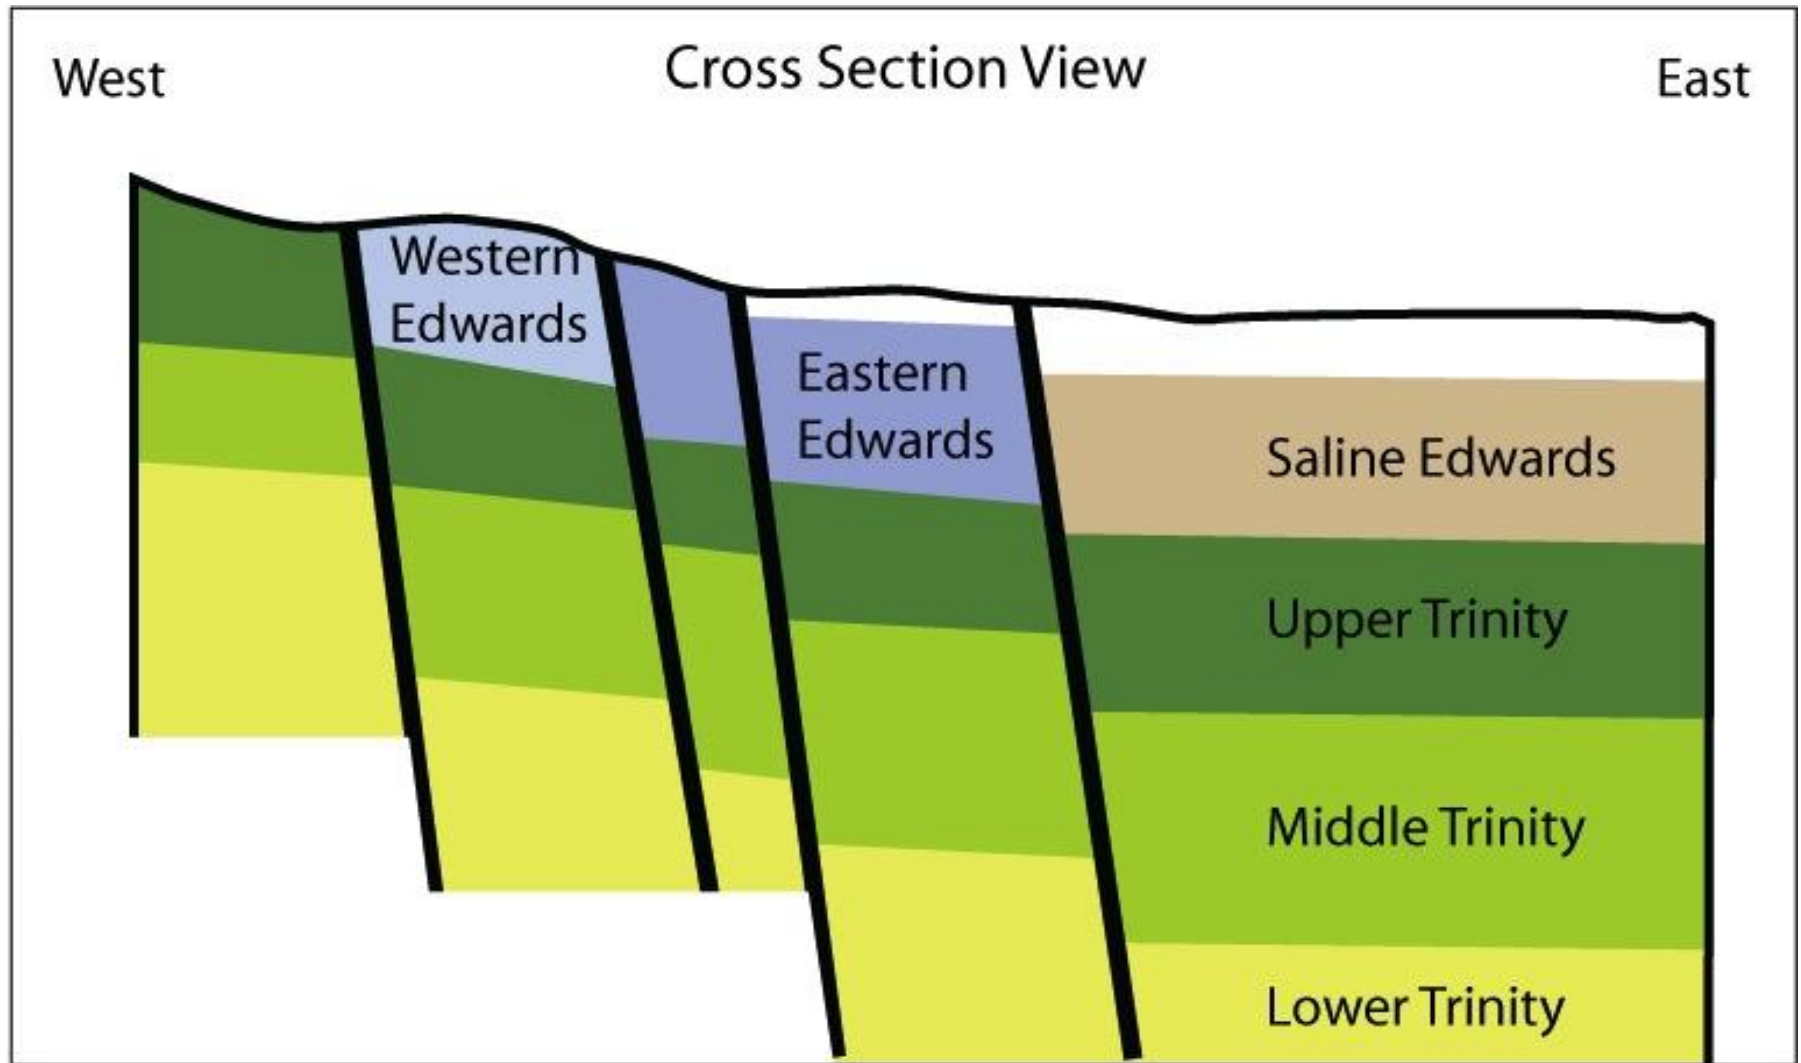 West
Cross Section View
East
Western
Edwards
Eastern
Edwards
Saline Edwards
Upper Trinity
Middle Trinity
Lower Trinity